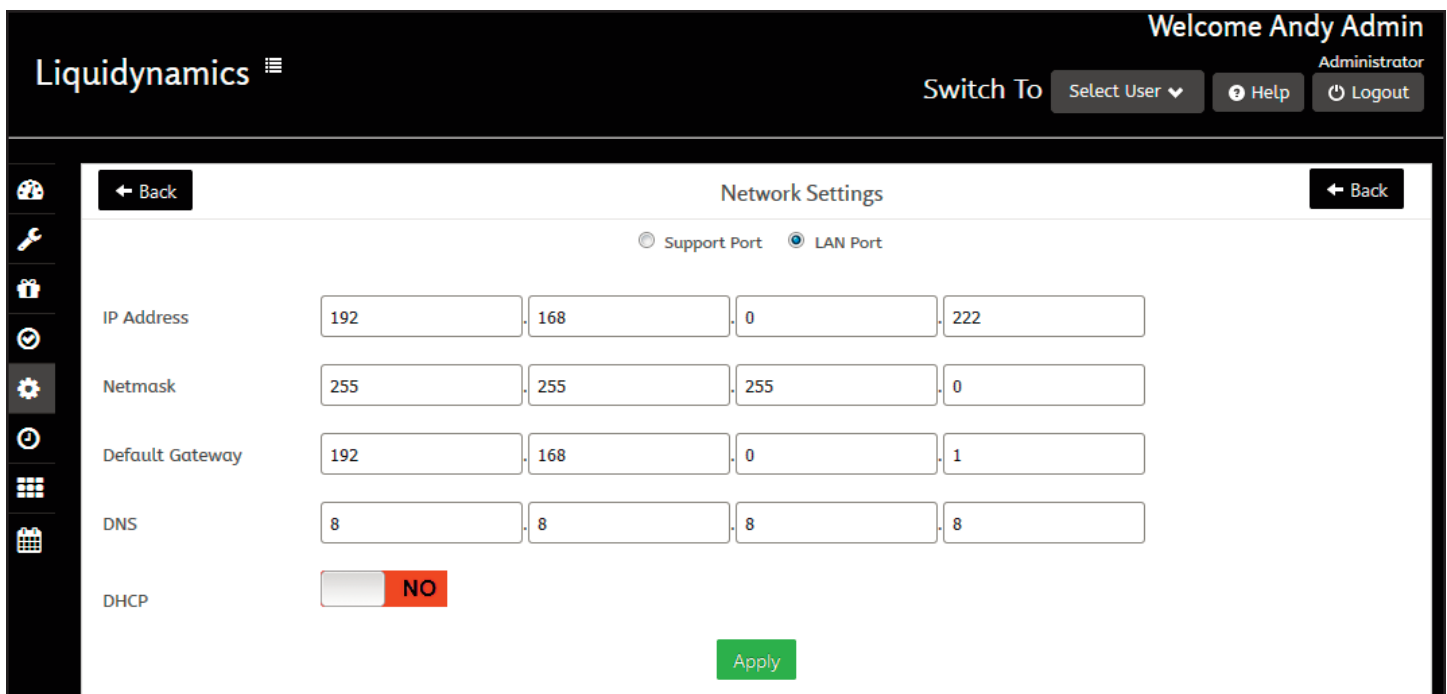 Welcome Andy Admin
Liquidynamics
Administrator
Switch To Select User Help Logout
Back Network Settings Back
Support Port LAN Port
IP Address 192 . 168 . 0 . 222
Netmask 255 . 255 . 255 . 0
Default Gateway 192 . 168 . 0 . 1
DNS 8 . 8 . 8 . 8
DHCP NO
Apply